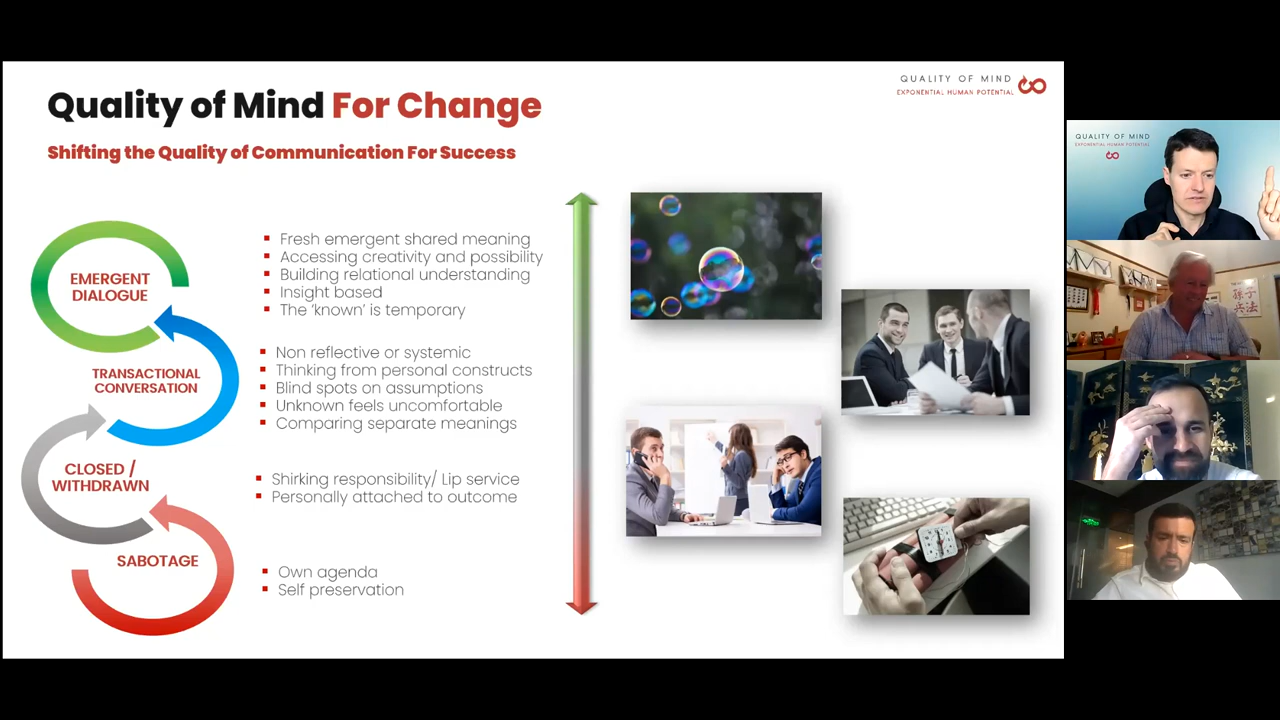 Quality of Mind For Change
Shifting the Quality of Communication For Success
QUALITY OF MIND
EXPONENTIAL HUMAN POTENTIAL
EMERGENT
DIALOGUE
Fresh emergent shared meaning
Accessing creativity and possibility
Building relational understanding
Insight based
The ‘known’ is temporary
TRANSACTIONAL
CONVERSATION
Non reflective or systemic
Thinking from personal constructs
Blind spots on assumptions
Unknown feels uncomfortable
Comparing separate meanings
CLOSED /
WITHDRAWN
Shirking responsibility/ Lip service
Personally attached to outcome
SABOTAGE
Own agenda
Self preservation
QUALITY OF MIND
EXPONENTIAL HUMAN POTENTIAL
孫子
兵法